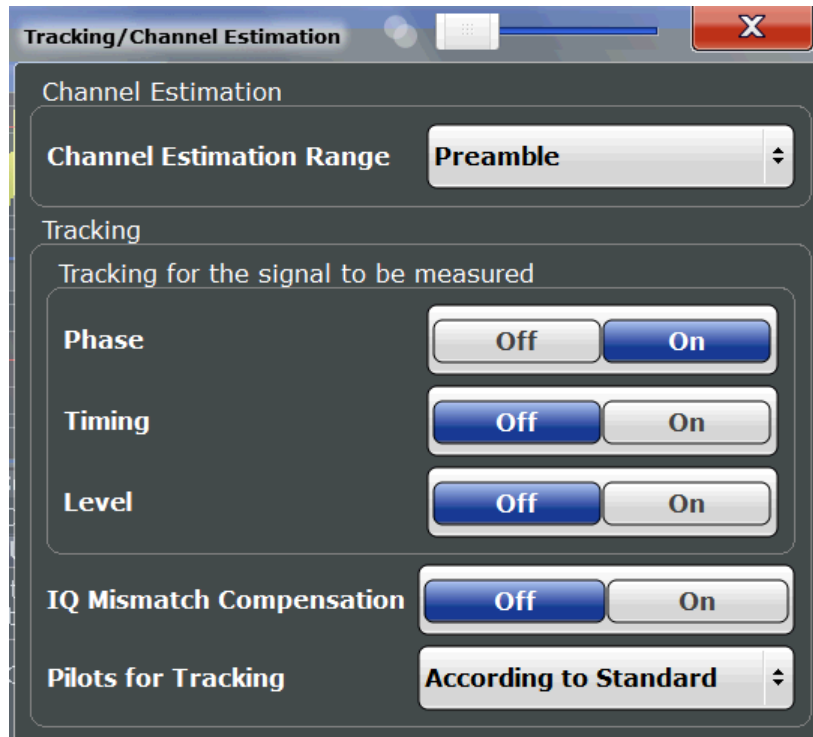 Tracking/Channel Estimation
X
Channel Estimation
Channel Estimation Range Preamble
Tracking
Tracking for the signal to be measured
Phase Off On
Timing Off On
Level Off On
IQ Mismatch Compensation Off On
Pilots for Tracking According to Standard